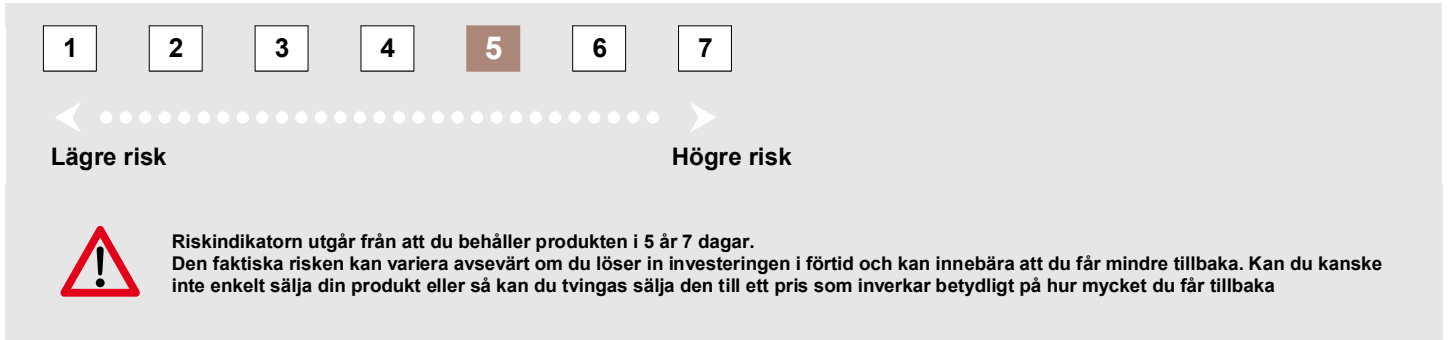 1 2 3 4 5 6 7
Lägre risk Högre risk
Riskindikatorn utgår från att du behåller produkten i 5 år 7 dagar.
Den faktiska risken kan variera avsevärt om du löser in investeringen i förtid och kan innebära att du får mindre tillbaka. Kan du kanske
inte enkelt sälja din produkt eller så kan du tvingas sälja den till ett pris som inverkar betydligt på hur mycket du får tillbaka